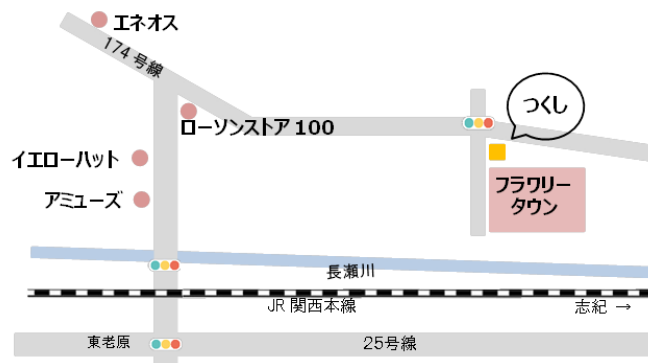 エネオス
174号線
つくし
ローソンストア100
イエローハット
アミューズ
フラワリー
タウン
長瀬川
JR関西本線
志紀 →
東老原
25号線